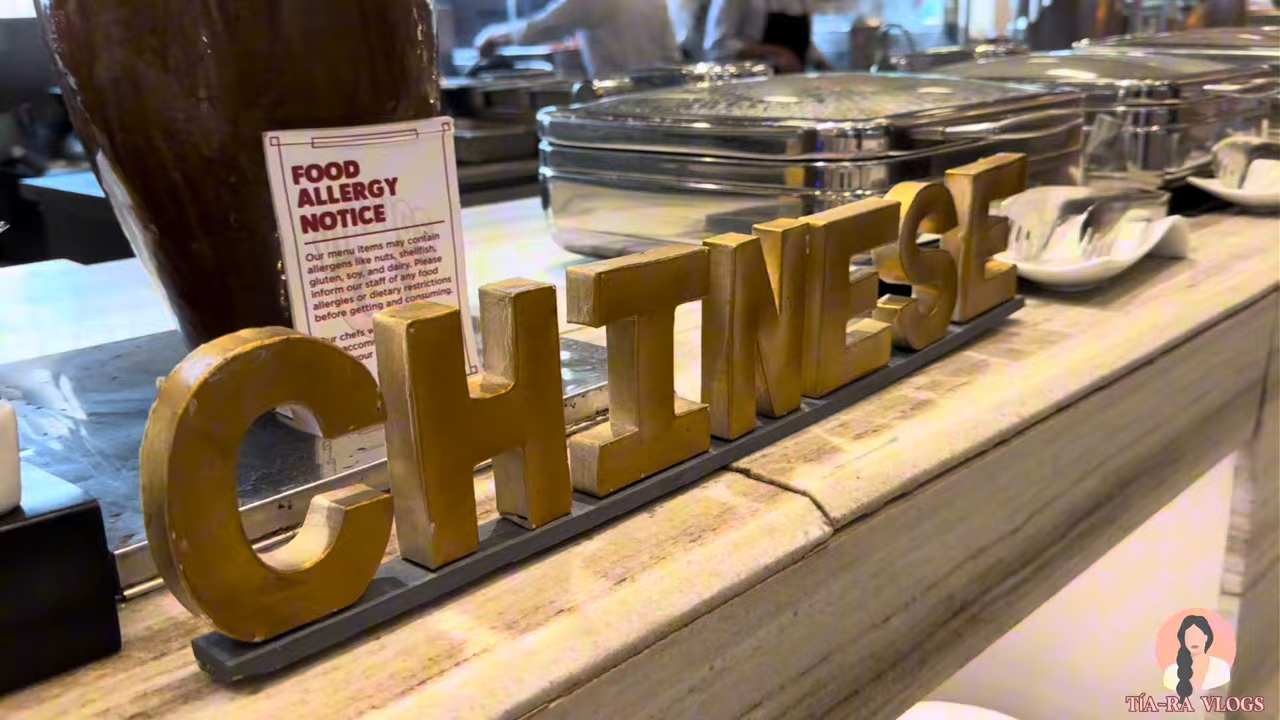 FOOD
ALLERGY
NOTICE
Our menu items may contain
allergens like nuts, shellfish,
gluten, soy, and dairy. Please
inform our staff of any food
allergies or dietary restrictions
before getting and consuming
chefs
your
CHINESE
TÍA-RA VLOGS